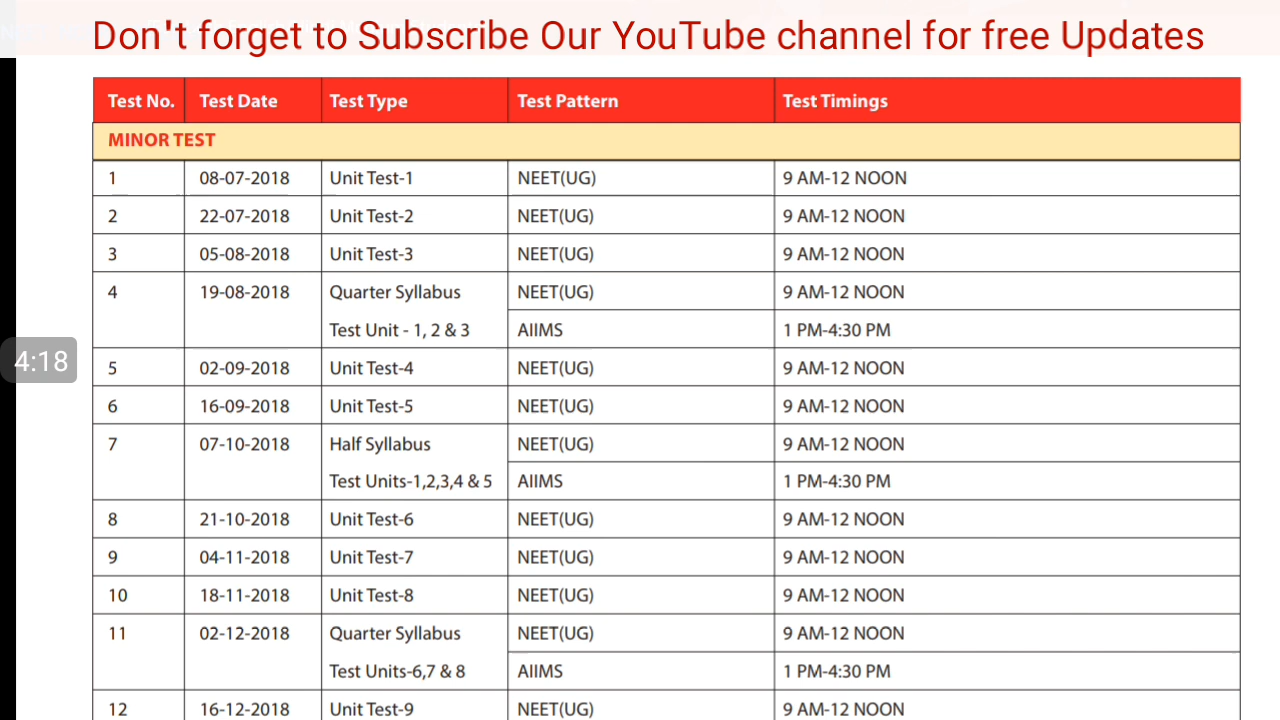 Don't forget to Subscribe Our YouTube channel for free Updates
Test No. Test Date Test Type Test Pattern Test Timings
MINOR TEST
1 08-07-2018 Unit Test-1 NEET(UG) 9 AM-12 NOON
2 22-07-2018 Unit Test-2 NEET(UG) 9 AM-12 NOON
3 05-08-2018 Unit Test-3 NEET(UG) 9 AM-12 NOON
4 19-08-2018 Quarter Syllabus NEET(UG) 9 AM-12 NOON
Test Unit - 1, 2 & 3 AIIMS 1 PM-4:30 PM
4:18
5 02-09-2018 Unit Test-4 NEET(UG) 9 AM-12 NOON
6 16-09-2018 Unit Test-5 NEET(UG) 9 AM-12 NOON
7 07-10-2018 Half Syllabus NEET(UG) 9 AM-12 NOON
Test Units-1,2,3,4 & 5 AIIMS 1 PM-4:30 PM
8 21-10-2018 Unit Test-6 NEET(UG) 9 AM-12 NOON
9 04-11-2018 Unit Test-7 NEET(UG) 9 AM-12 NOON
10 18-11-2018 Unit Test-8 NEET(UG) 9 AM-12 NOON
11 02-12-2018 Quarter Syllabus NEET(UG) 9 AM-12 NOON
Test Units-6,7 & 8 AIIMS 1 PM-4:30 PM
12 16-12-2018 Unit Test-9 NEET(UG) 9 AM-12 NOON